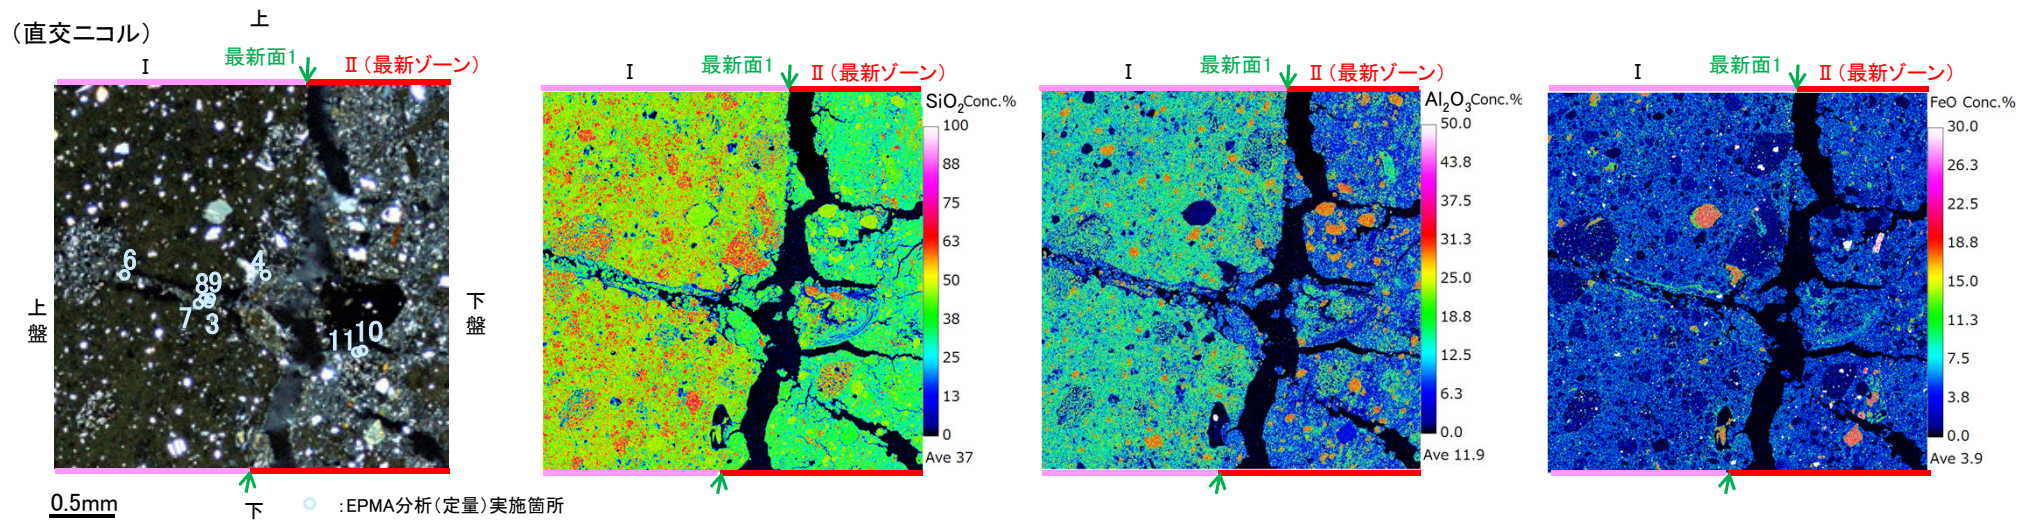 (直交ニコル)
上
I
最新面1
Ⅱ(最新ゾーン)
上盤
下盤
6
4
89
7
3
11
10
0.5mm
下
:EPMA分析(定量)実施箇所
I
最新面1
Ⅱ(最新ゾーン)
SiO2 Conc.%
100
88
75
63
50
38
25
13
0
Ave 37
I
最新面1
Ⅱ(最新ゾーン)
Al2O3 Conc.%
50.0
43.8
37.5
31.3
25.0
18.8
12.5
6.3
0.0
Ave 11.9
I
最新面1
Ⅱ(最新ゾーン)
FeO Conc.%
30.0
26.3
22.5
18.8
15.0
11.3
7.5
3.8
0.0
Ave 3.9